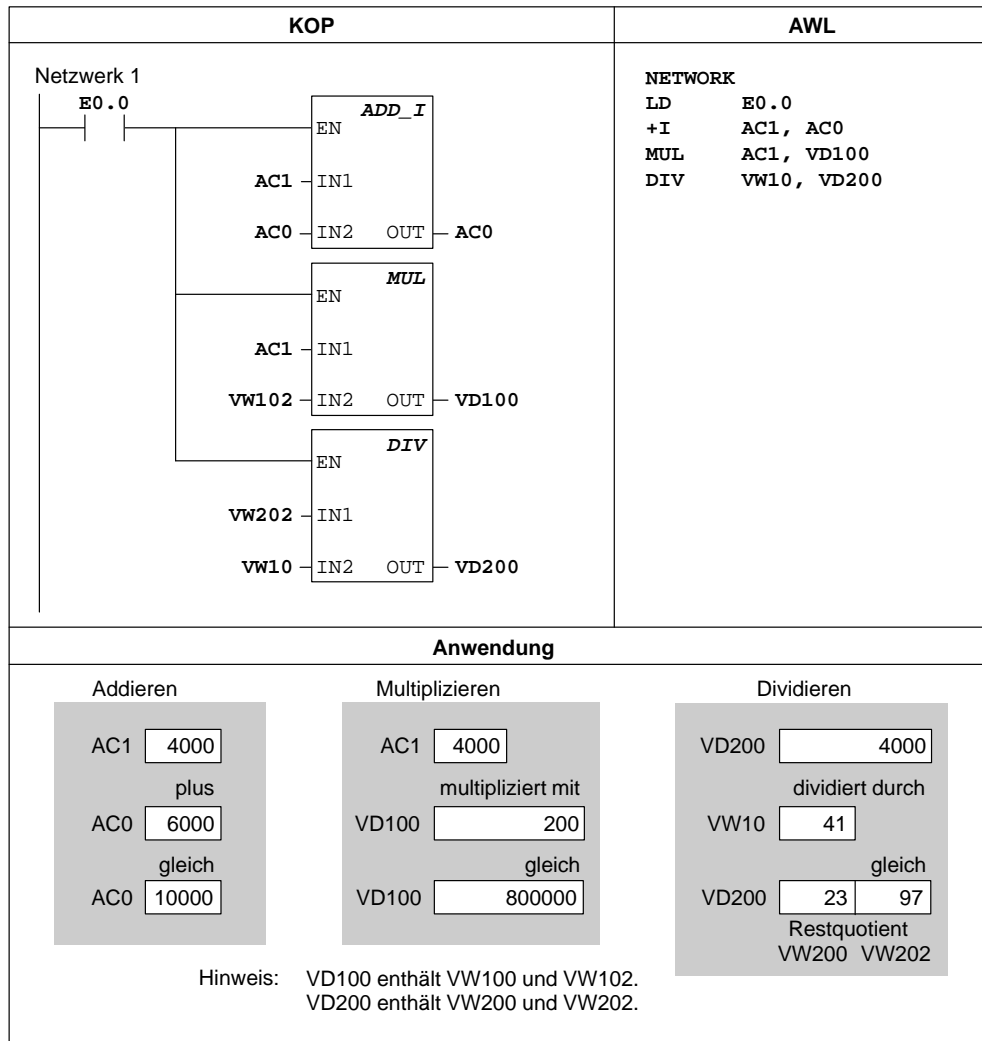 KOP AWL
Netzwerk 1
E0.0
ADD_I
EN
AC1 IN1
AC0 IN2 OUT AC0
MUL
EN
AC1 IN1
VW102 IN2 OUT VD100
DIV
EN
VW202 IN1
VW10 IN2 OUT VD200
NETWORK
LD E0.0
+I AC1, AC0
MUL AC1, VD100
DIV VW10, VD200
Anwendung
Addieren
AC1 4000
plus
AC0 6000
gleich
AC0 10000
Multiplizieren
AC1 4000
multipliziert mit
VD100 200
gleich
VD100 800000
Dividieren
VD200 4000
dividiert durch
VW10 41
gleich
VD200 23 97
Restquotient
VW200 VW202
Hinweis: VD100 enthält VW100 und VW102.
VD200 enthält VW200 und VW202.